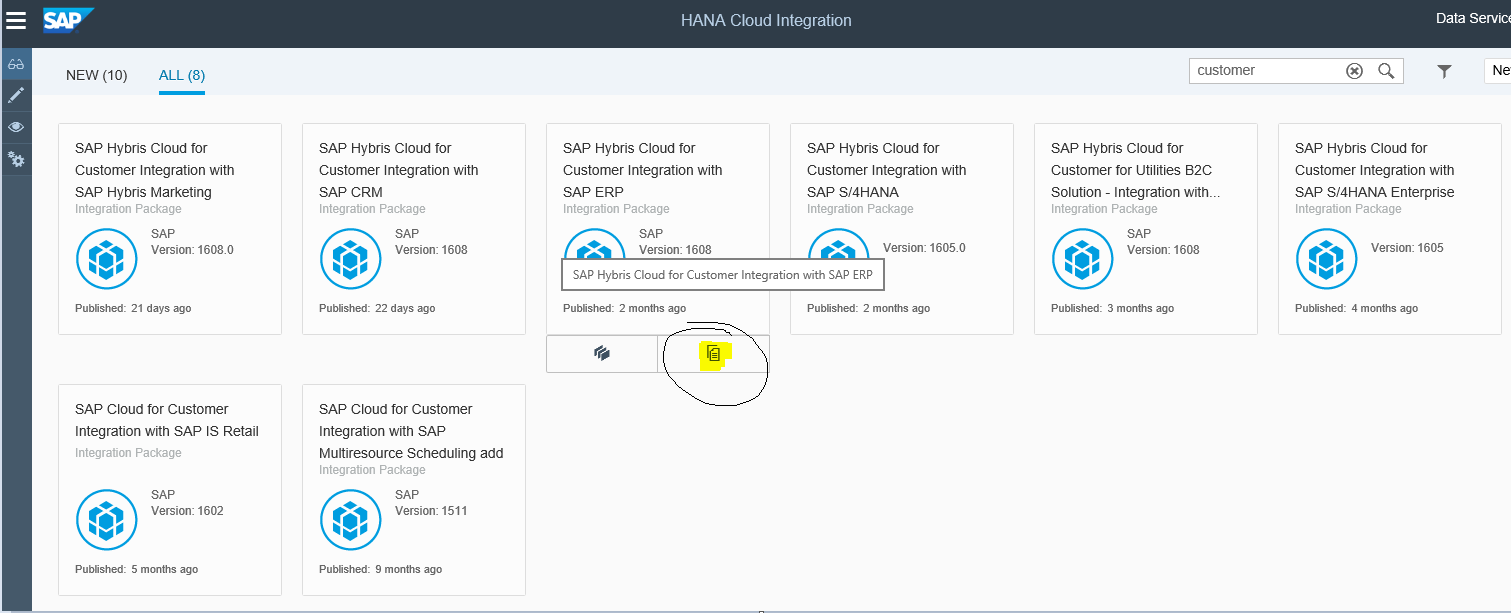 SAP
HANA Cloud Integration
Data Service
NEW (10)
ALL (8)
customer
Ne
SAP Hybris Cloud for
Customer Integration with
SAP Hybris Marketing
Integration Package
SAP
Version: 1608.0
Published: 21 days ago
SAP Hybris Cloud for
Customer Integration with
SAP CRM
Integration Package
SAP
Version: 1608
Published: 22 days ago
SAP Hybris Cloud for
Customer Integration with
SAP ERP
Integration Package
SAP
Version: 1608
SAP Hybris Cloud for Customer Integration with SAP ERP
Published: 2 months ago
SAP Hybris Cloud for
Customer Integration with
SAP S/4HANA
Integration Package
Version: 1605.0
Published: 2 months ago
SAP Hybris Cloud for
Customer for Utilities B2C
Solution - Integration with...
Integration Package
SAP
Version: 1608
Published: 3 months ago
SAP Hybris Cloud for
Customer Integration with
SAP S/4HANA Enterprise
Integration Package
Version: 1605
Published: 4 months ago
SAP Cloud for Customer
Integration with SAP IS Retail
Integration Package
SAP
Version: 1602
Published: 5 months ago
SAP Cloud for Customer
Integration with SAP
Multiresource Scheduling add
Integration Package
SAP
Version: 1511
Published: 9 months ago